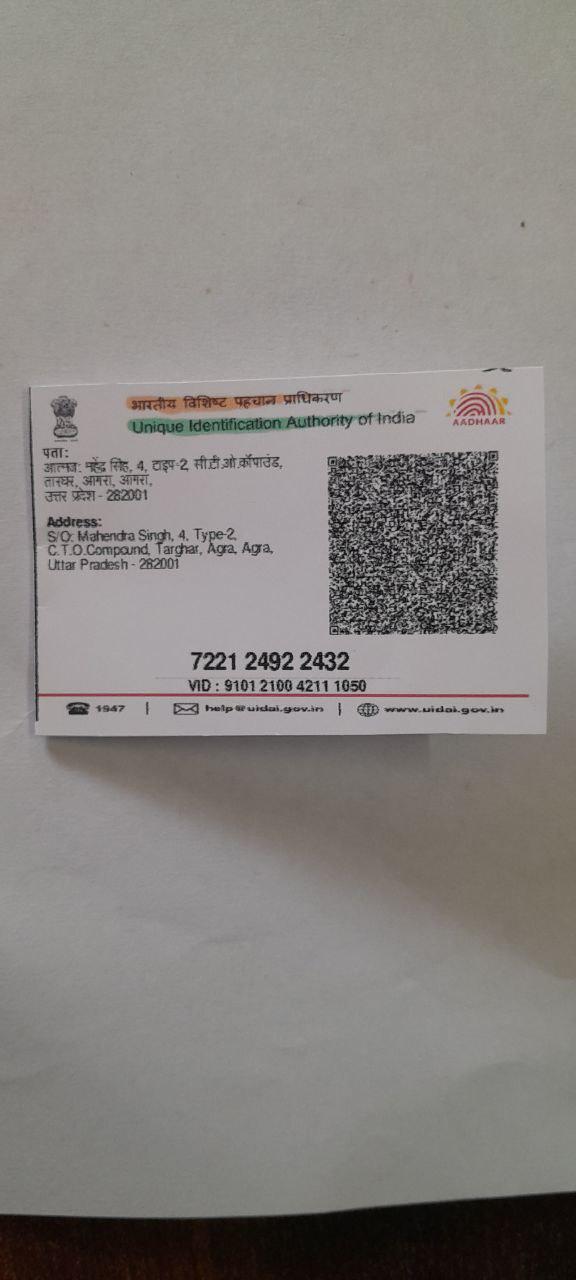 भारतीय विशिष्ट पहचान प्राधिकरण
Unique Identification Authority of India
AADHAAR
पता:
आत्मज: महेंद्र सिंह, 4, टाइप-2, सी.टी.ओ.कॉपाउंड,
तारघर, आगरा, आगरा,
उत्तर प्रदेश - 282001
Address:
S/O: Mahendra Singh, 4, Type-2,
C.T.O.Compound, Targhar, Agra, Agra,
Uttar Pradesh - 282001
7221 2492 2432
VID : 9101 2100 4211 1050
1947 | help@uidai.gov.in | www.uidai.gov.in